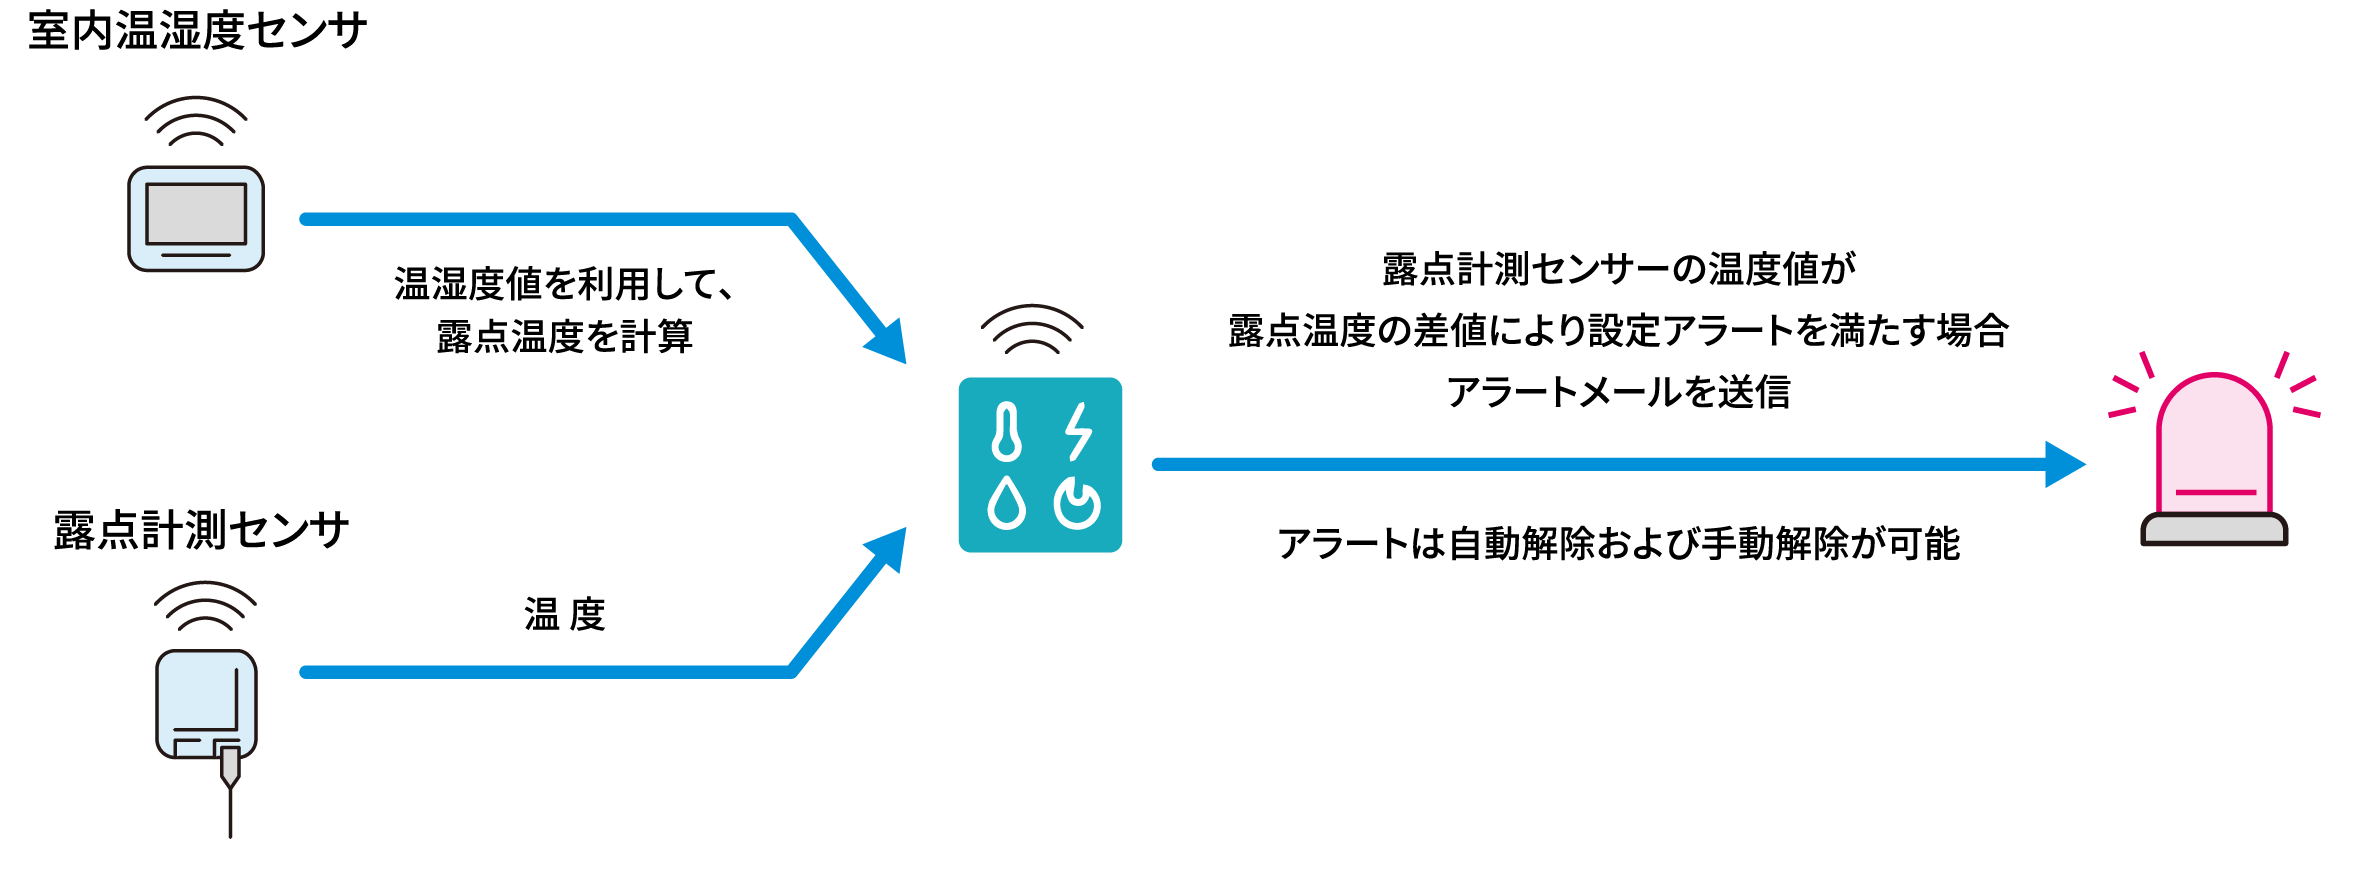 室内温湿度センサ
温湿度値を利用して、
露点温度を計算
露点計測センサーの温度値が
露点温度の差値により設定アラートを満たす場合
アラートメールを送信
露点計測センサ
温 度
アラートは自動解除および手動解除が可能